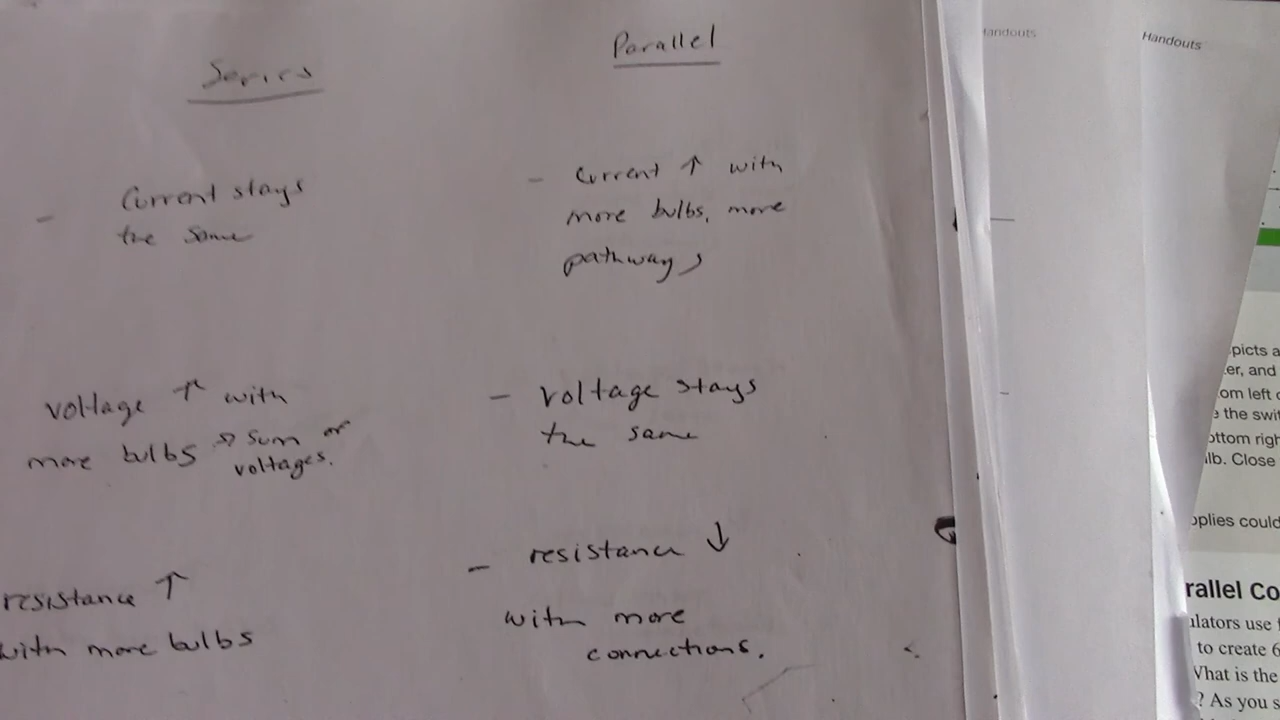 Series
- Current stays
the same
voltage ↑ with
more bulbs → sum of
voltages.
resistance ↑
with more bulbs
Parallel
- current ↑ with
more bulbs, more
pathways
- voltage stays
the same
- resistance ↓
with more
connections.
andouts
Handouts
picts a
er, and
om left
the swi
ottom righ
lb. Close
pplies could
rallel Co
ulators use
to create 6
What is the
? As you s